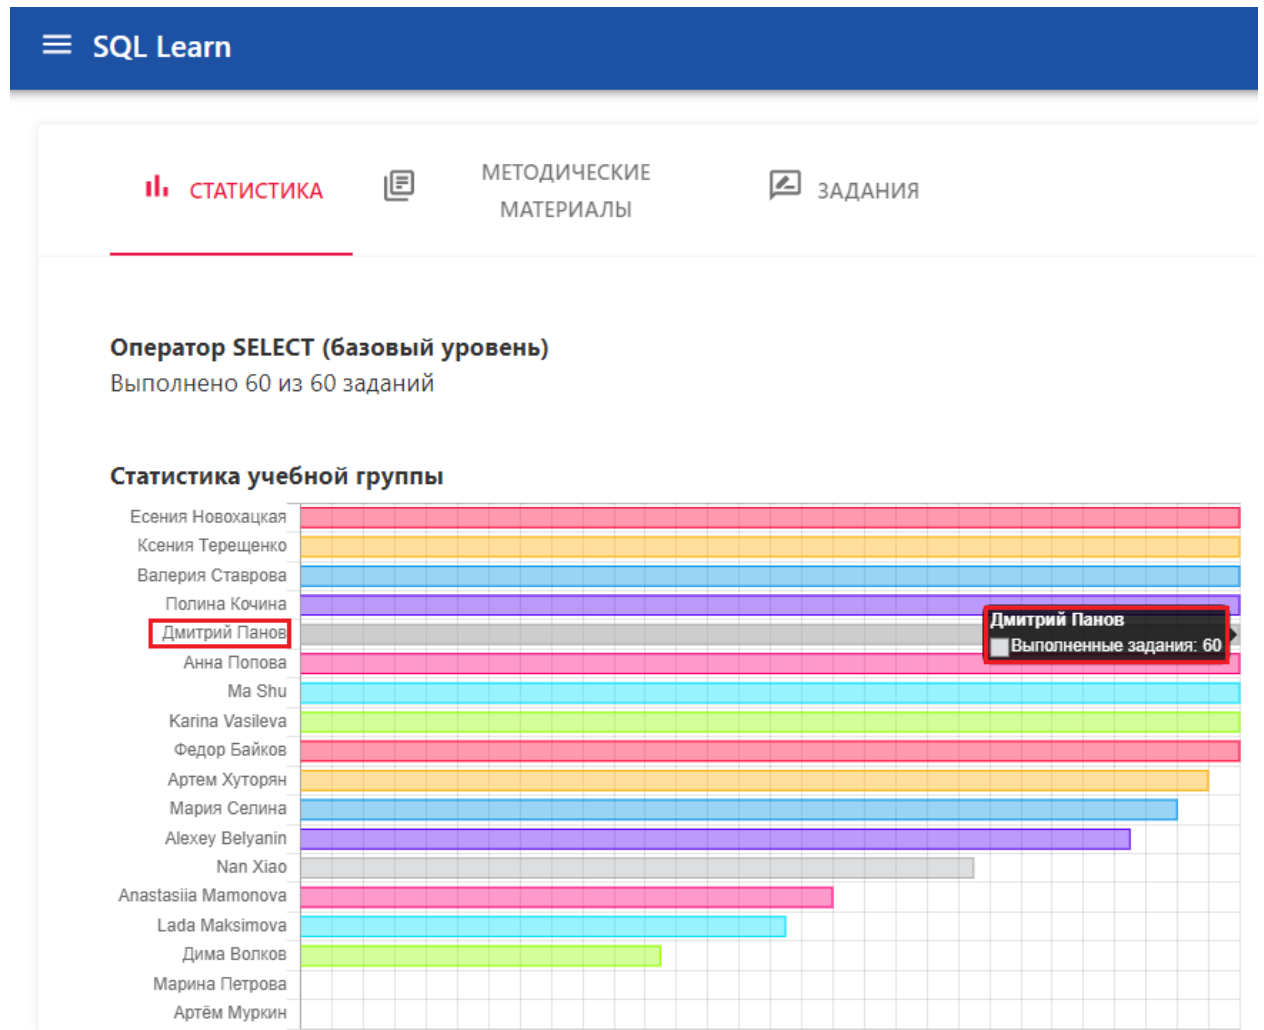 SQL Learn
СТАТИСТИКА
МЕТОДИЧЕСКИЕ
МАТЕРИАЛЫ
ЗАДАНИЯ
Оператор SELECT (базовый уровень)
Выполнено 60 из 60 заданий
Статистика учебной группы
Есения Новохацкая
Ксения Терещенко
Валерия Ставрова
Полина Кочина
Дмитрий Панов
Дмитрий Панов
Выполненные задания: 60
Анна Попова
Ma Shu
Karina Vasileva
Федор Байков
Артем Хуторян
Мария Селина
Alexey Belyanin
Nan Xiao
Anastasiia Mamonova
Lada Maksimova
Дима Волков
Марина Петрова
Артём Муркин